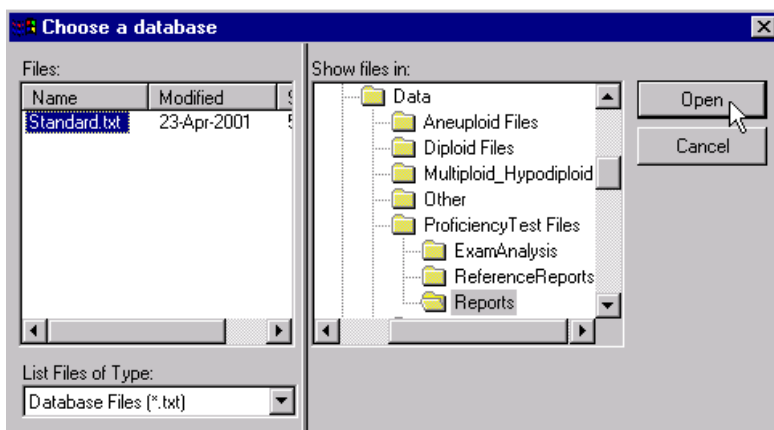 Choose a database
Files:
Name Modified
Standard.txt 23-Apr-2001
List Files of Type:
Database Files (*.txt)
Show files in:
Data
Aneuploid Files
Diploid Files
Multiploid_Hypodiploid
Other
ProficiencyTest Files
ExamAnalysis
ReferenceReports
Reports
Open
Cancel